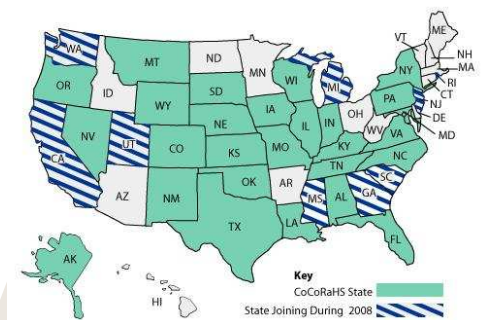 WA
MT
ND
MN
VT
ME
NH
MA
RI
CT
NJ
DE
MD
OR
ID
WY
SD
WI
MI
NY
PA
NE
IA
IL
IN
OH
WV
VA
NV
UT
CO
KS
MO
KY
NC
CA
TN
SC
AZ
NM
OK
AR
MS
AL
GA
TX
LA
FL
AK
HI
Key
CoCoRaHS State
State Joining During 2008